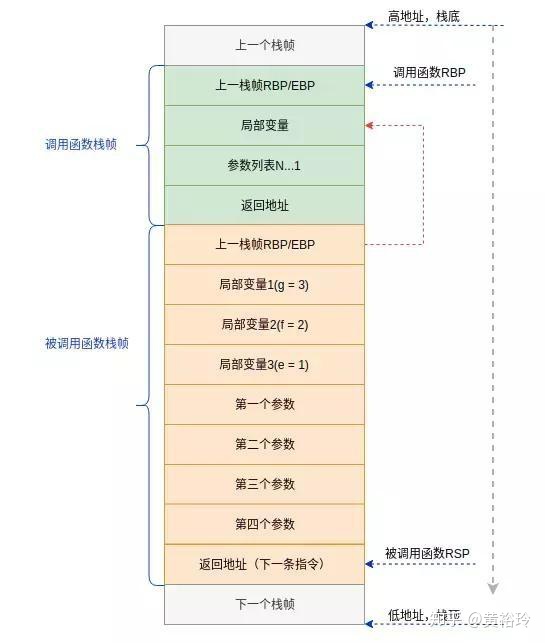 高地址，栈底
上一个栈帧
调用函数RBP
上一栈帧RBP/EBP
局部变量
调用函数栈帧
参数列表N...1
返回地址
上一栈帧RBP/EBP
局部变量1(g = 3)
局部变量2(f = 2)
被调用函数栈帧
局部变量3(e = 1)
第一个参数
第二个参数
第三个参数
第四个参数
被调用函数RSP
返回地址（下一条指令）
下一个栈帧
低地址，栈顶
知乎 @黄裕玲